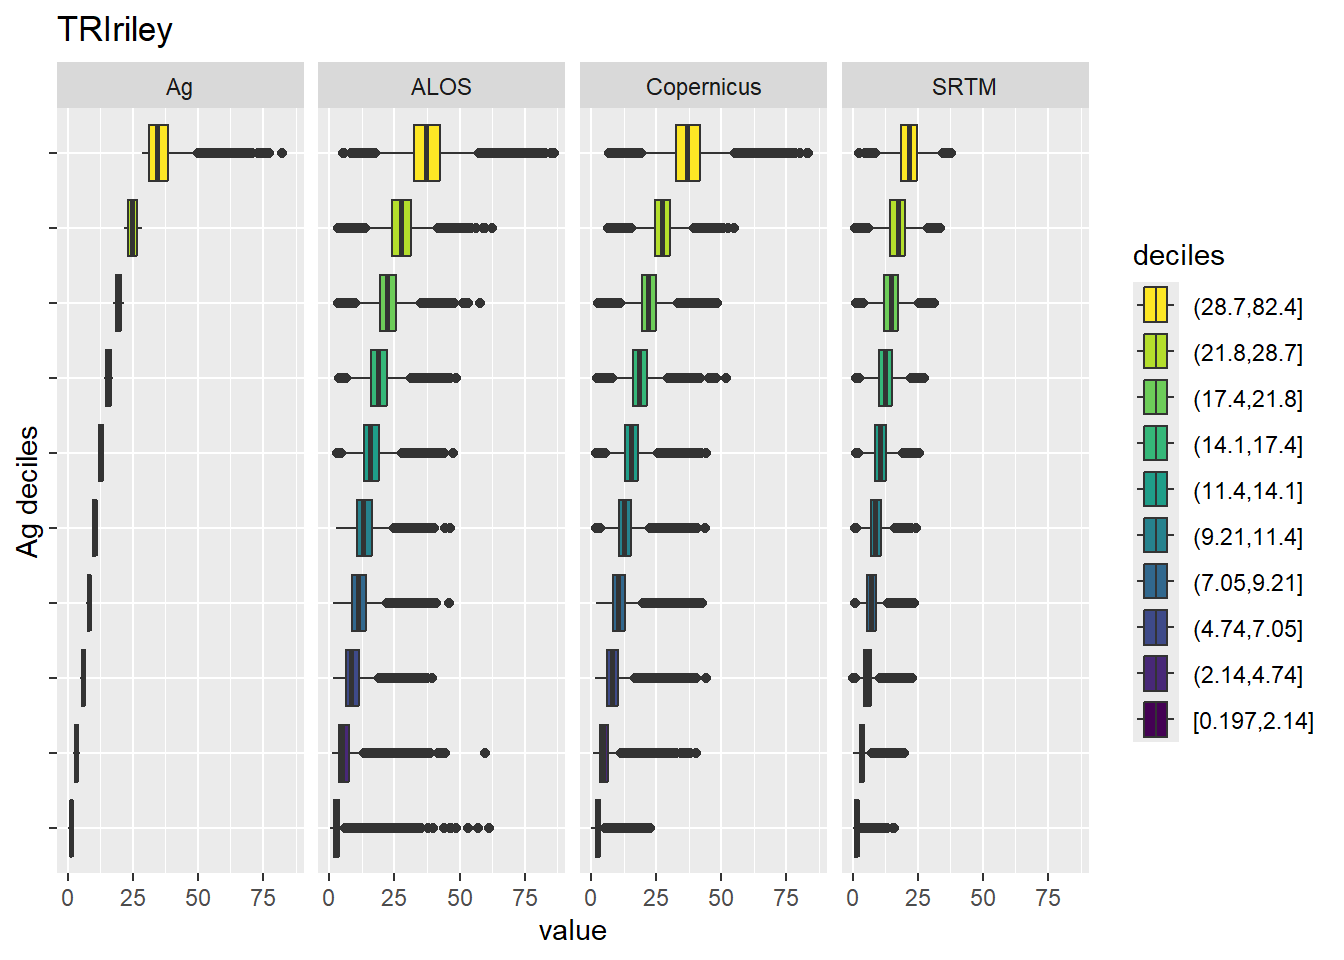 TRIriley
Ag ALOS Copernicus SRTM
Ag deciles
0 25 50 75 0 25 50 75 0 25 50 75 0 25 50 75
value
deciles
(28.7,82.4]
(21.8,28.7]
(17.4,21.8]
(14.1,17.4]
(11.4,14.1]
(9.21,11.4]
(7.05,9.21]
(4.74,7.05]
(2.14,4.74]
[0.197,2.14]